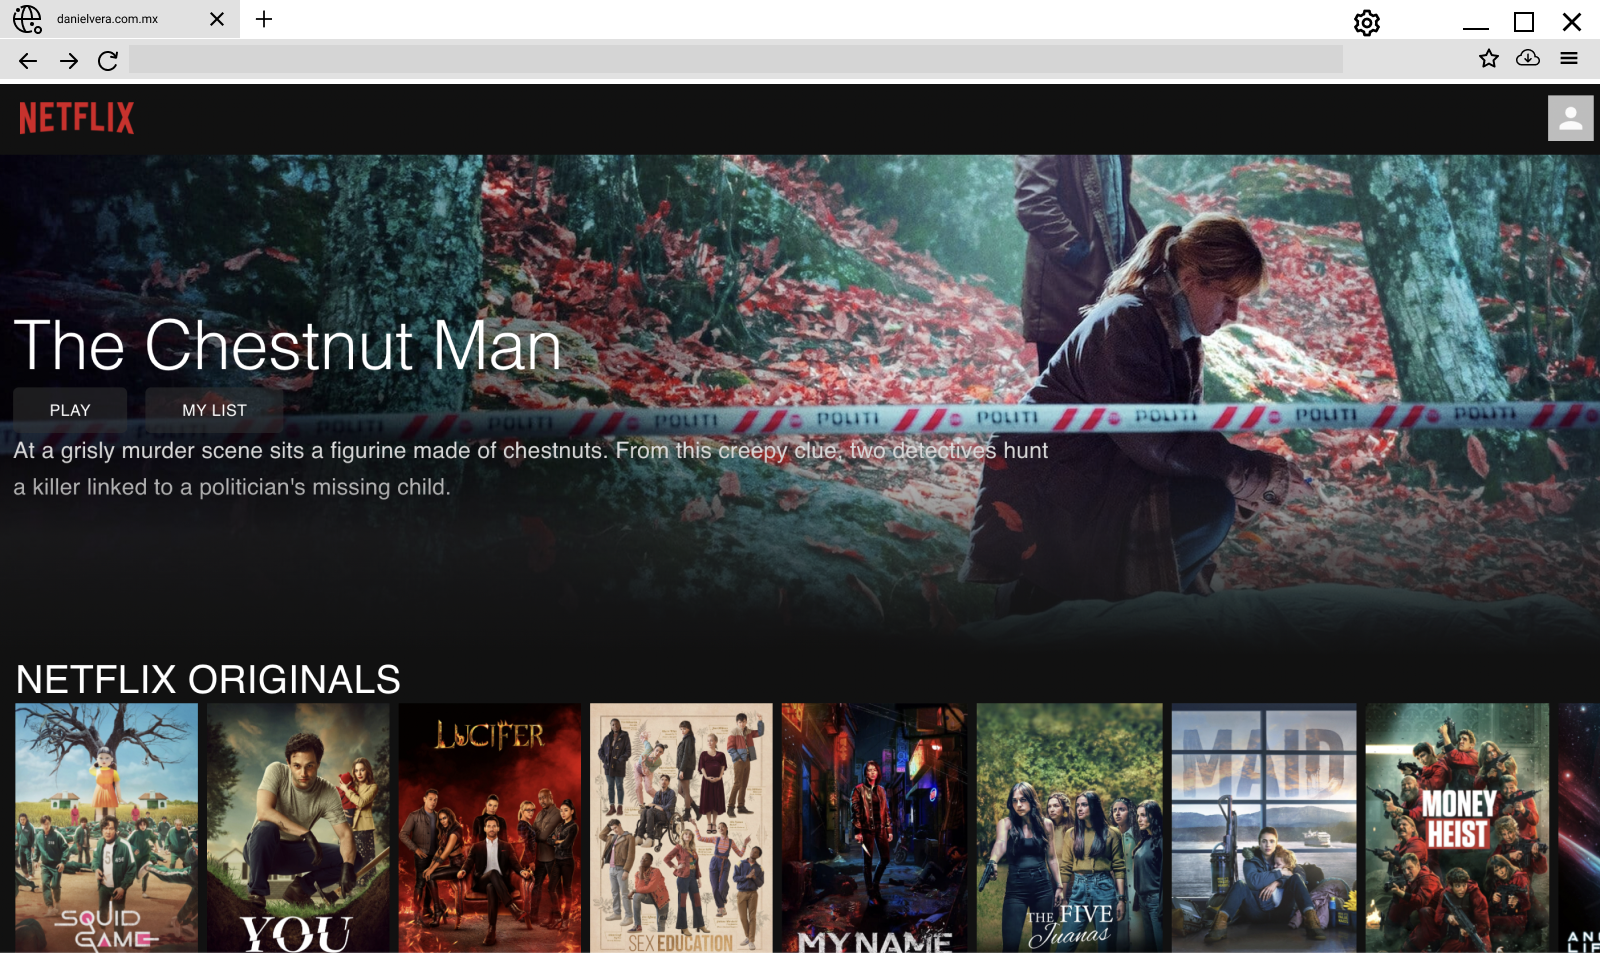 danielvera.com.mx
NETFLIX
The Chestnut Man
PLAY MY LIST
POLITI POLITI POLITI POLITI POLITI POLITI POLITI
At a grisly murder scene sits a figurine made of chestnuts. From this creepy clue, two detectives hunt
a killer linked to a politician's missing child.
NETFLIX ORIGINALS
SQUID
GAME
YOU
LUCIFER
SEX EDUCATION
MY NAME
THE FIVE
Juanas
MAID
MONEY
HEIST